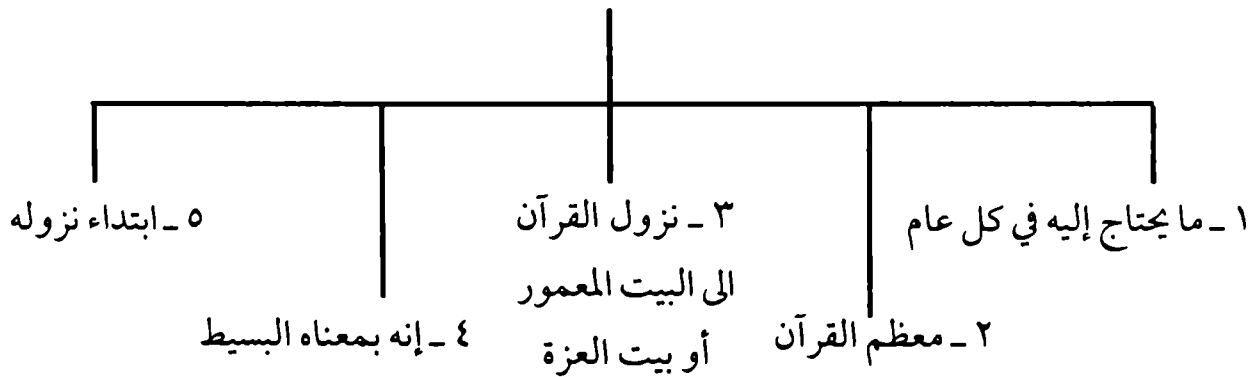 ١ ـ ما يحتاج إليه في كل عام
٢ ـ معظم القرآن
٣ ـ نزول القرآن
الى البيت المعمور
أو بيت العزة
٤ ـ إنه بمعناه البسيط
٥ ـ ابتداء نزوله